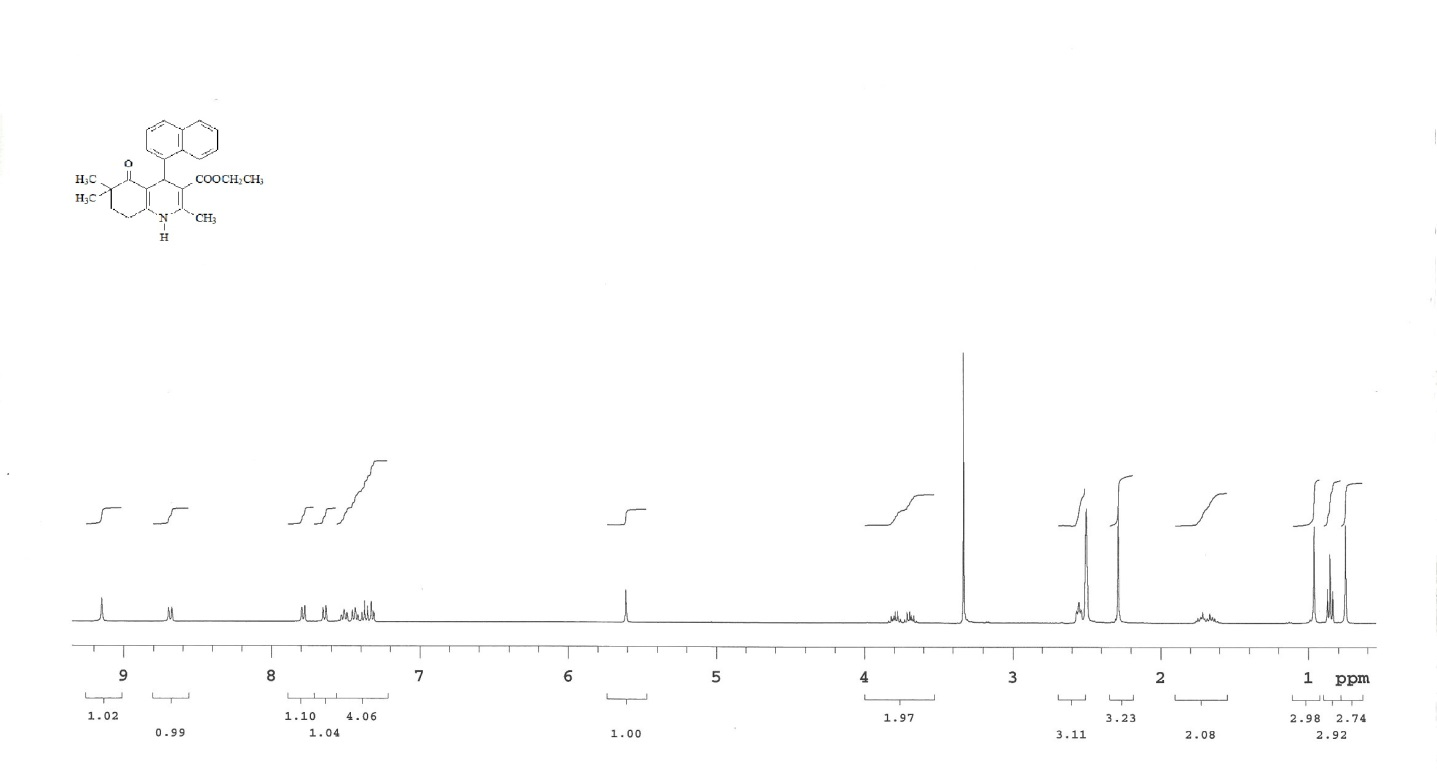 O
H₃C
COOCH₂CH₃
H₃C
N
CH₃
H
9 8 7 6 5 4 3 2 1 ppm
1.02 1.10 4.06 1.97 3.23 2.98 2.74
0.99 1.04 1.00 3.11 2.08 2.92